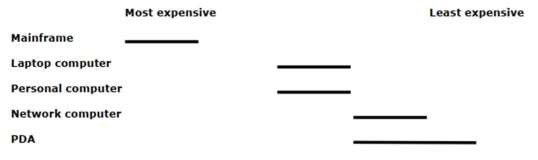 Most expensive Least expensive
Mainframe
Laptop computer
Personal computer
Network computer
PDA